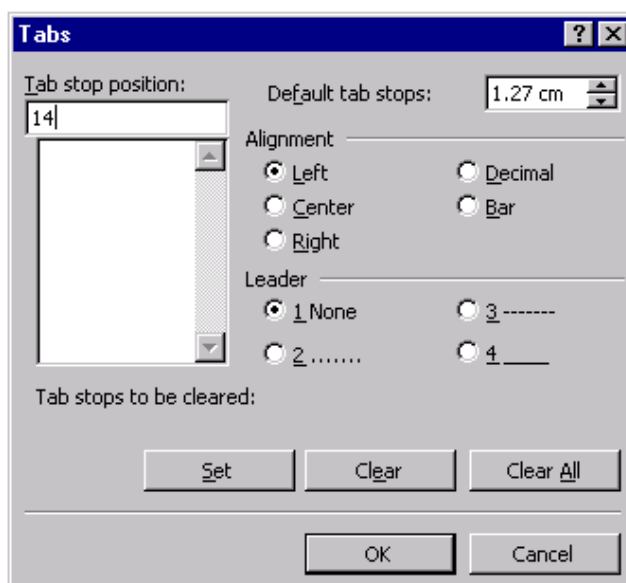 Tabs
Tab stop position:
14
Default tab stops: 1.27 cm
Alignment
Left
Decimal
Center
Bar
Right
Leader
1 None
3 -------
2 .......
4 ____
Tab stops to be cleared:
Set
Clear
Clear All
OK
Cancel